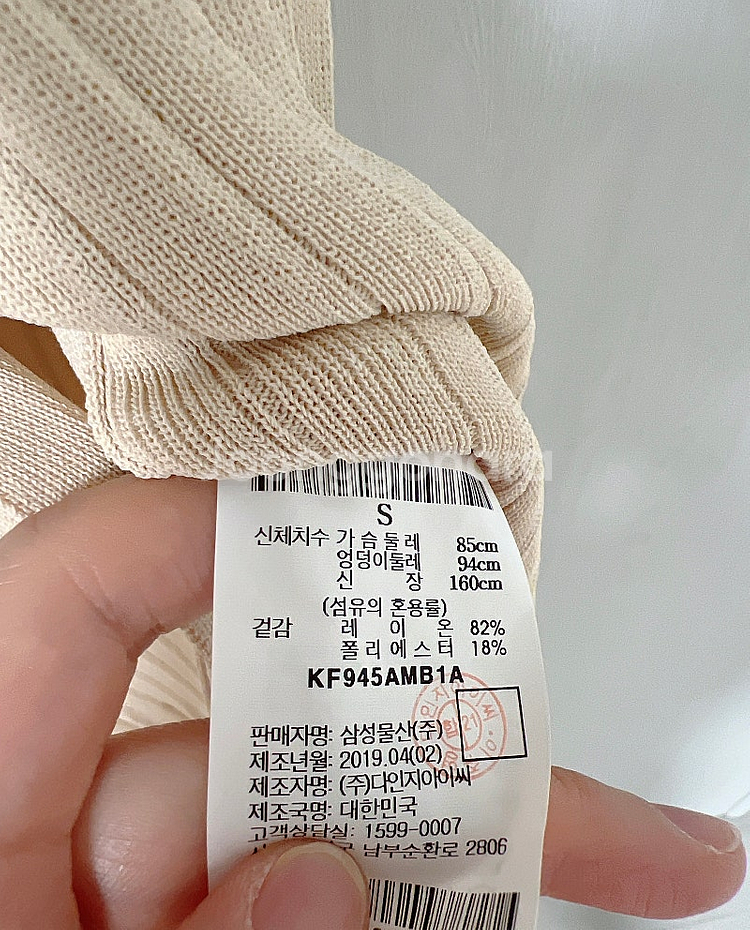 S
신체치수 가 슴 둘 레 85cm
엉덩이둘레 94cm
신 장 160cm
(섬유의 혼용률)
겉감 레 이 온 82%
폴 리 에 스 터 18%
KF945AMB1A
판매자명: 삼성물산(주)
제조년월: 2019.04(02)
제조자명: (주)다인지아이씨
제조국명: 대한민국
고객상담실: 1599-0007
남부순환로 2806